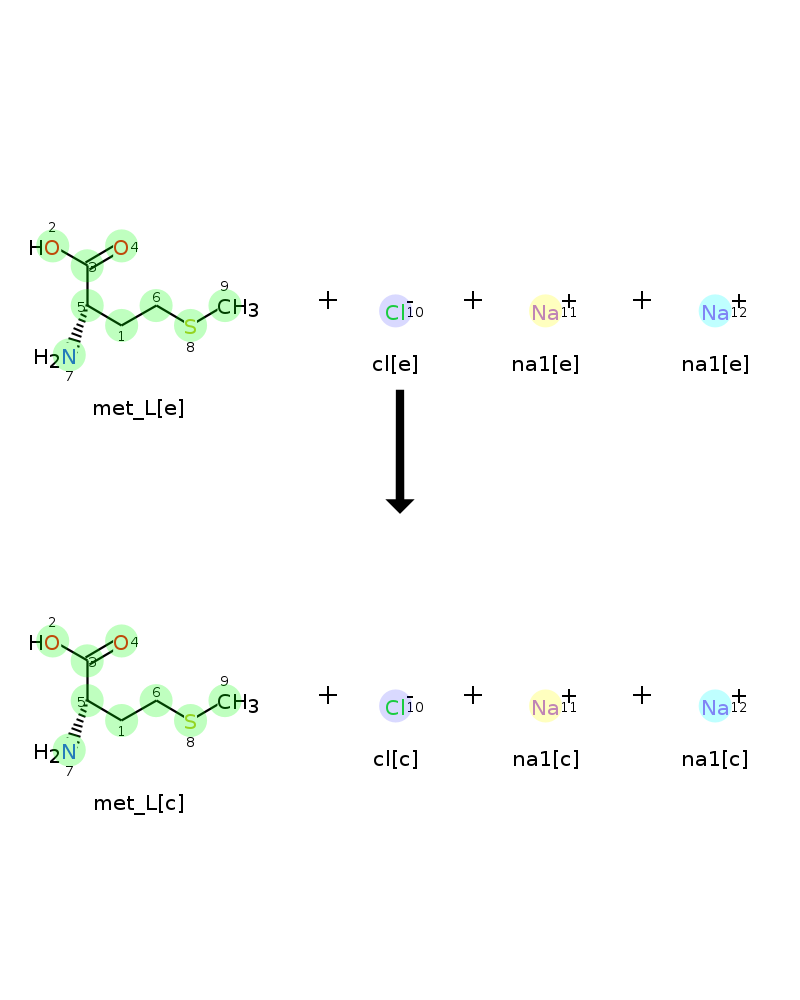 2
HO O4
3
5 6 9
CH3
1 S
8
H2N
7
+ Cl-10 + Na+11 + Na+12
cl[e] na1[e] na1[e]
met_L[e]
2
HO O4
3
5 6 9
CH3
1 S
8
H2N
7
+ Cl-10 + Na+11 + Na+12
cl[c] na1[c] na1[c]
met_L[c]